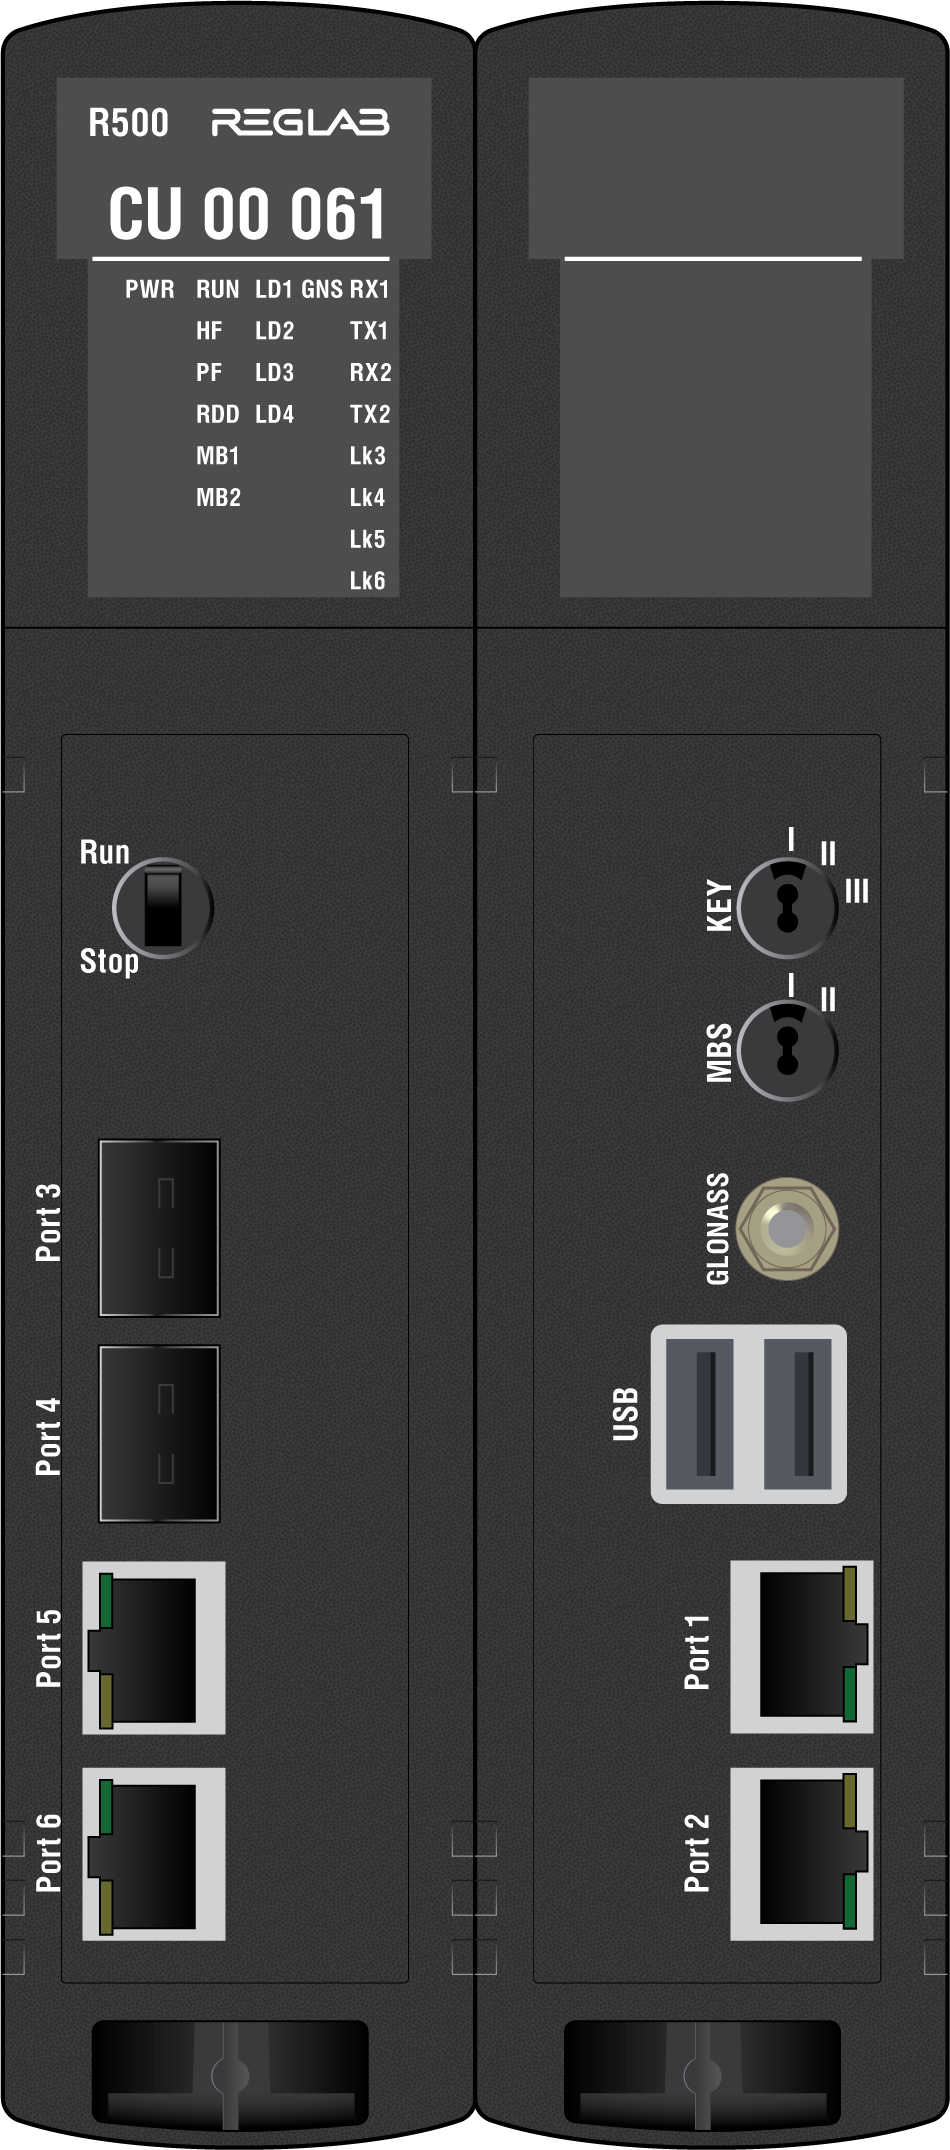 R500 REGLAB
CU 00 061
PWR RUN LD1 GNS RX1
HF LD2 TX1
PF LD3 RX2
RDD LD4 TX2
MB1 Lk3
MB2 Lk4
Lk5
Lk6
Run
Stop
Port 3
Port 4
Port 5
Port 6
I
II
III
KEY
I
II
MBS
GLONASS
USB
Port 1
Port 2